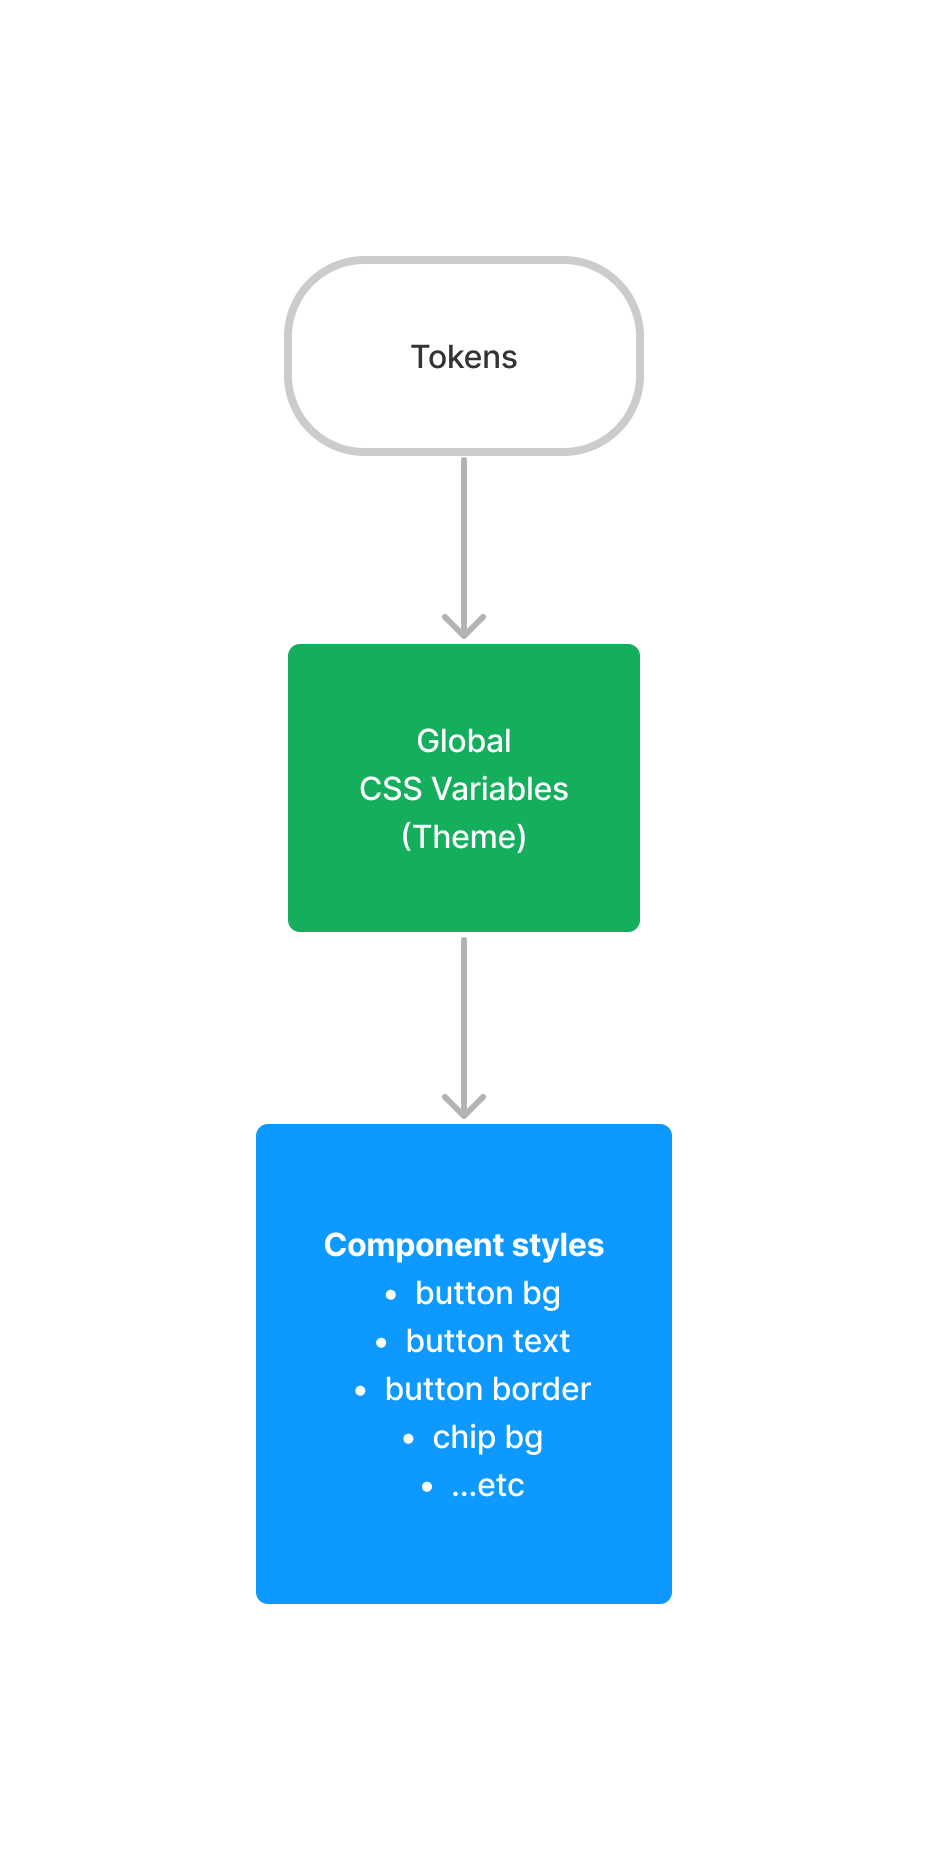 Tokens
Global
CSS Variables
(Theme)
Component styles
• button bg
• button text
• button border
• chip bg
• ...etc